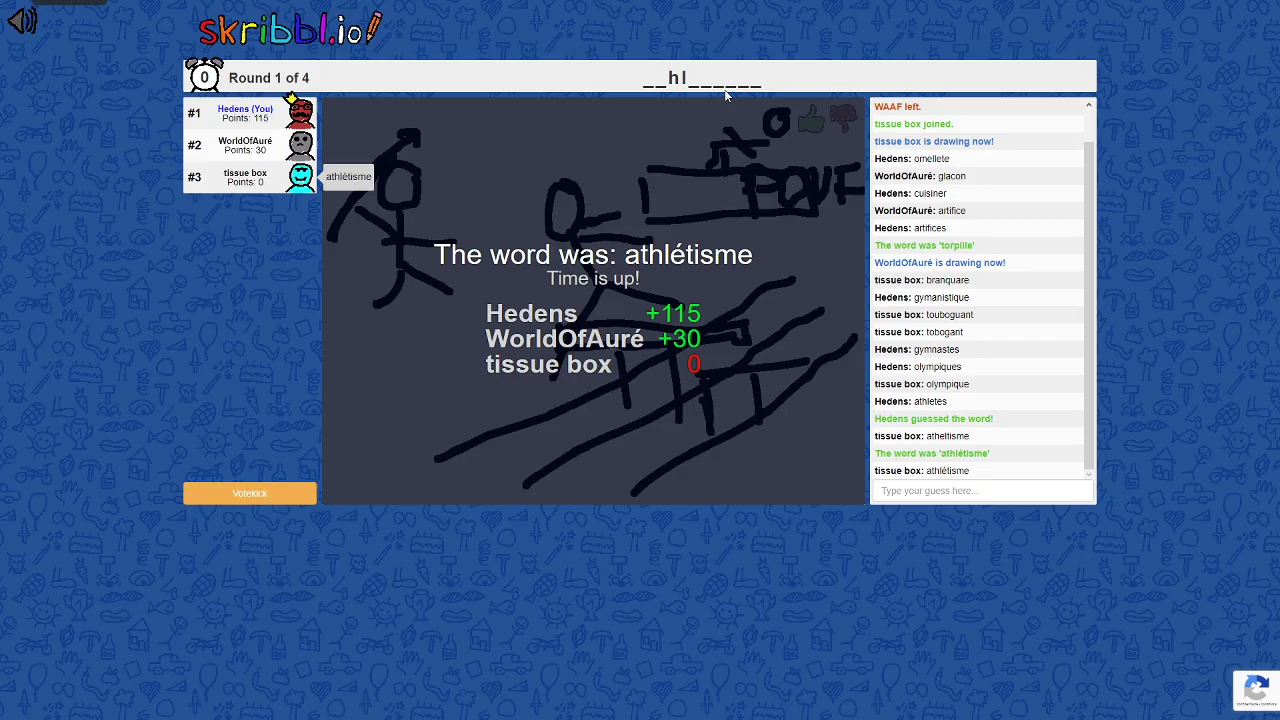 skribbl.io
0
Round 1 of 4
__hl______
#1
Hedens (You)
Points: 115
#2
WorldOfAuré
Points: 30
#3
tissue box
Points: 0
athlétisme
The word was: athlétisme
Time is up!
Hedens +115
WorldOfAuré +30
tissue box 0
Votekick
WAAF left.
tissue box joined.
tissue box is drawing now!
Hedens: omellete
WorldOfAuré: glacon
Hedens: cuisiner
WorldOfAuré: artifice
Hedens: artifices
The word was 'torpille'
WorldOfAuré is drawing now!
tissue box: branquare
Hedens: gymanistique
tissue box: touboguant
tissue box: tobogant
Hedens: gymnastes
Hedens: olympiques
tissue box: olympique
Hedens: athletes
Hedens guessed the word!
tissue box: atheltisme
The word was 'athlétisme'
tissue box: athlétisme
Type your guess here...